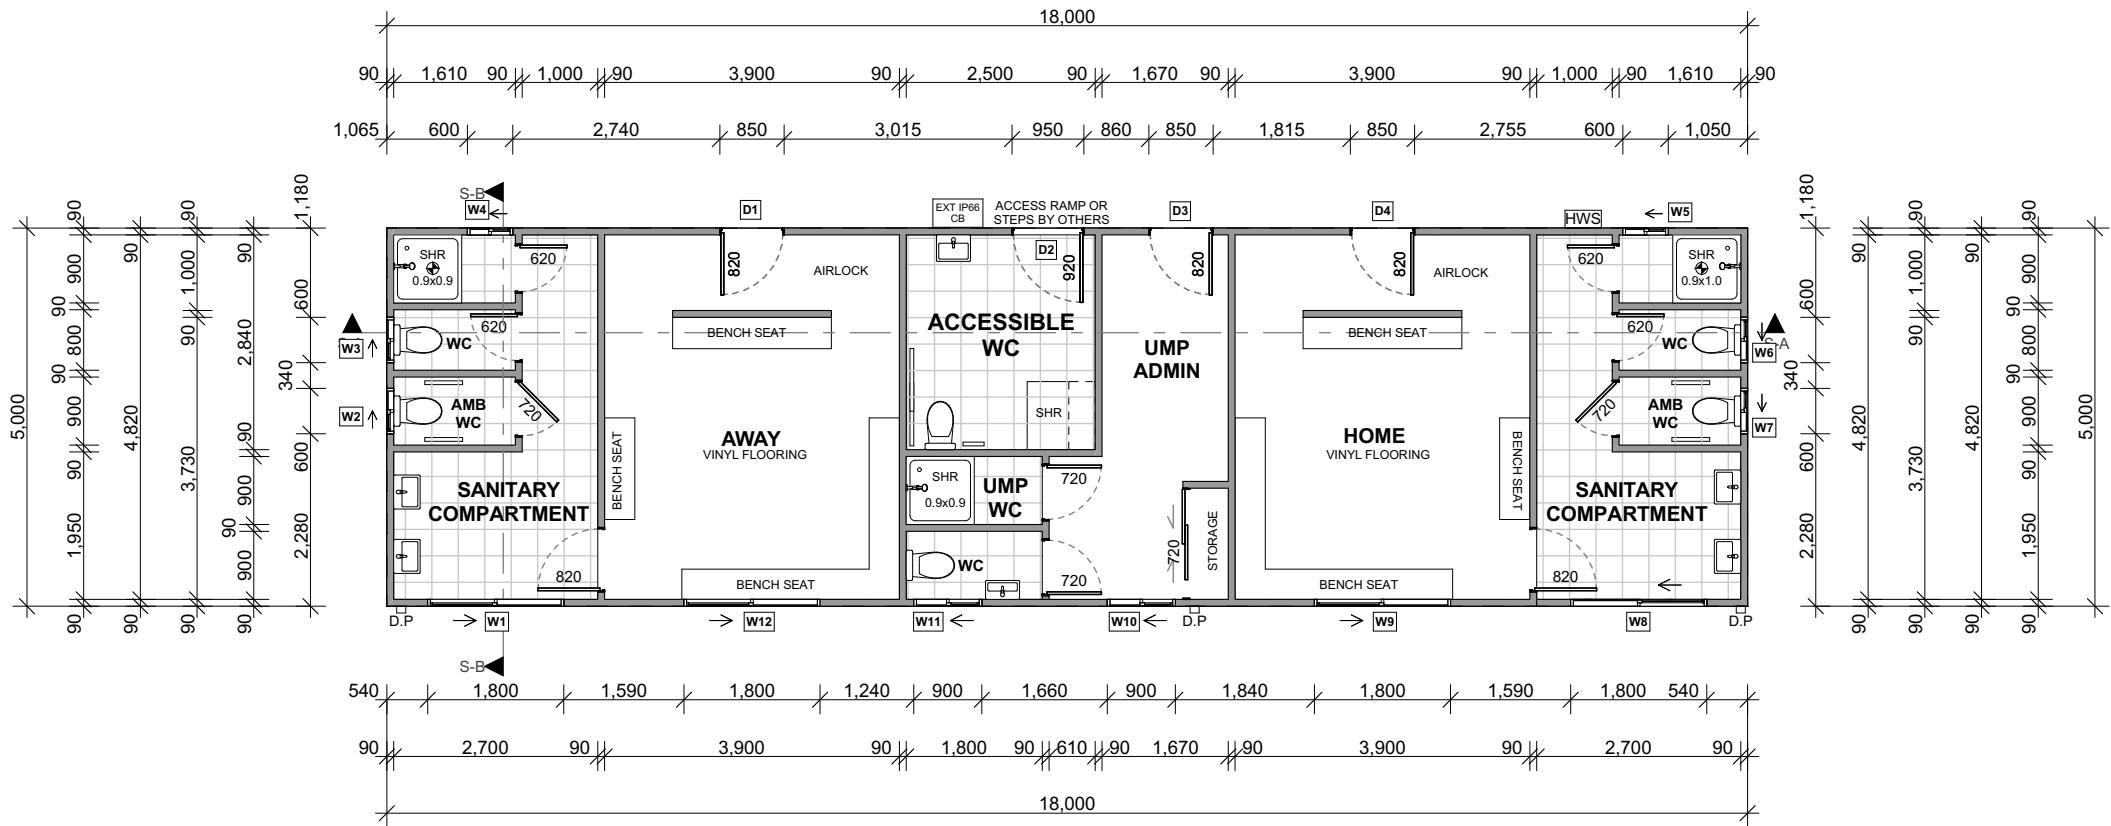 18,000
90 1,610 90 1,000 90 3,900 90 2,500 90 1,670 90 3,900 90 1,000 90 1,610 90
1,065 600 2,740 850 3,015 950 860 850 1,815 850 2,755 600 1,050
S-B
W4
D1
EXT IP66
CB
ACCESS RAMP OR
STEPS BY OTHERS
D3
D4
HWS
W5
5,000
90 900 90 800 90 900 90 1,950 90
90 4,820 90
90 1,000 90 3,730 90
90 2,840 90 900 90 900 90
1,180 600 340 600 2,280
SHR
0.9x0.9
620
820
AIRLOCK
D2
920
820
820
AIRLOCK
620
SHR
0.9x1.0
W3
WC
620
BENCH SEAT
ACCESSIBLE
WC
UMP
ADMIN
BENCH SEAT
620
WC
W6
S-A
W2
AMB
WC
720
SHR
720
AMB
WC
W7
AWAY
VINYL FLOORING
HOME
VINYL FLOORING
BENCH SEAT
BENCH SEAT
SANITARY
COMPARTMENT
SHR
0.9x0.9
UMP
WC
720
SANITARY
COMPARTMENT
820
BENCH SEAT
WC
720
720
STORAGE
BENCH SEAT
820
1,180 600 340 600 2,280
90 4,820 90
90 1,000 90 3,730 90
90 4,820 90
90 900 90 800 90 900 90 1,950 90
5,000
D.P
W1
W12
W11
W10
D.P
W9
W8
D.P
S-B
540 1,800 1,590 1,800 1,240 900 1,660 900 1,840 1,800 1,590 1,800 540
90 2,700 90 3,900 90 1,800 90 610 90 1,670 90 3,900 90 2,700 90
18,000